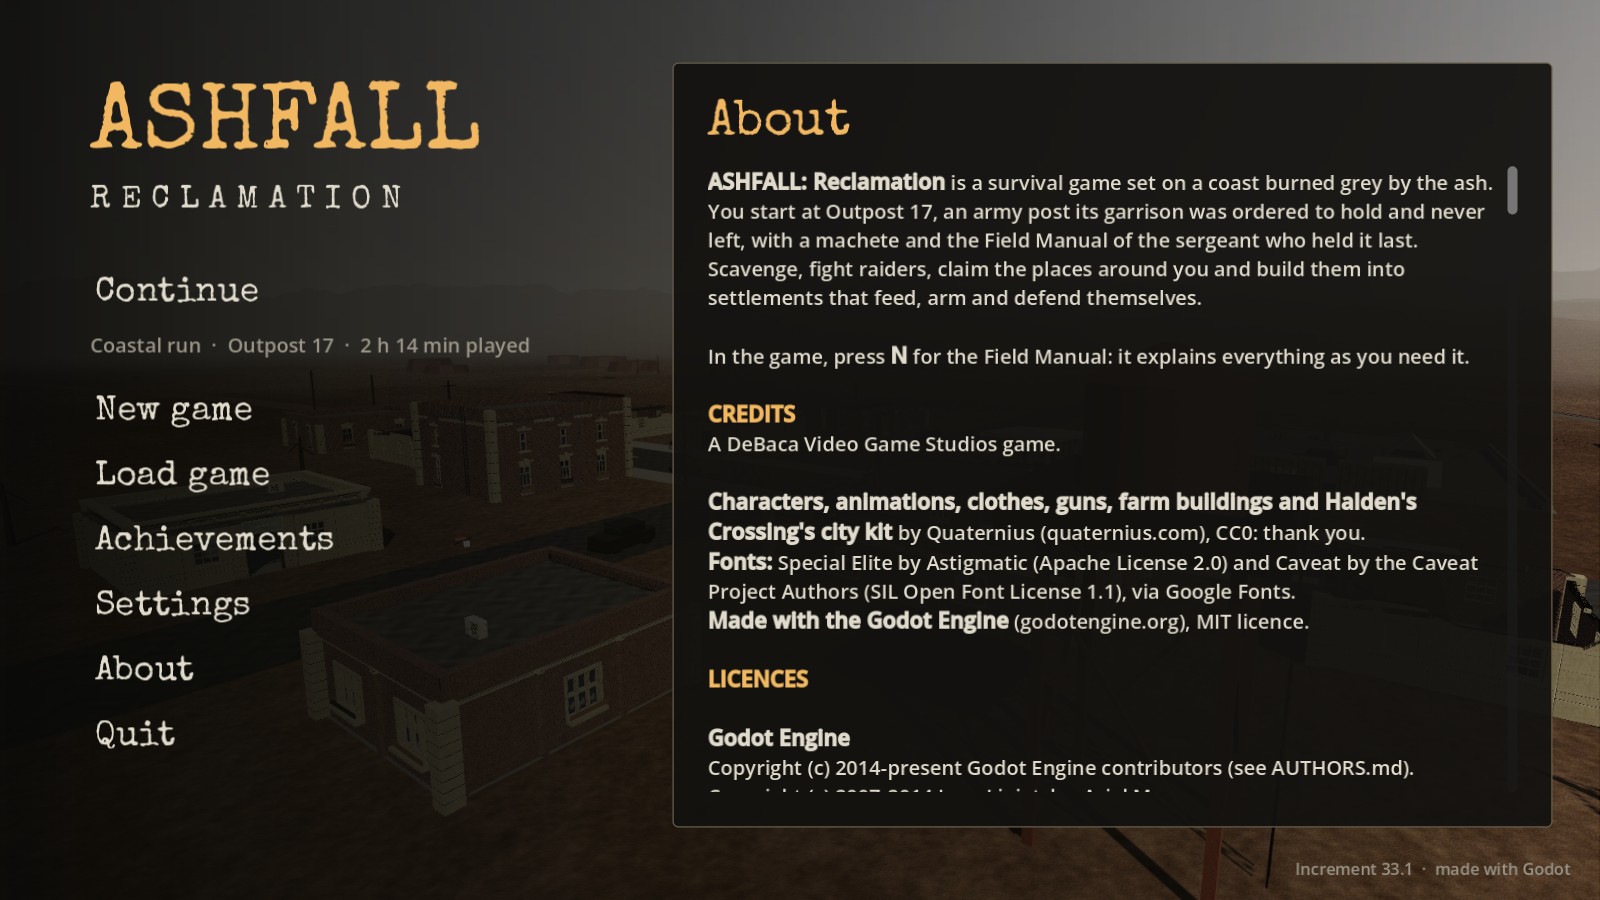 ASHFALL
RECLAMATION
Continue
Coastal run · Outpost 17 · 2 h 14 min played
New game
Load game
Achievements
Settings
About
Quit
About
ASHFALL: Reclamation is a survival game set on a coast burned grey by the ash.
You start at Outpost 17, an army post its garrison was ordered to hold and never
left, with a machete and the Field Manual of the sergeant who held it last.
Scavenge, fight raiders, claim the places around you and build them into
settlements that feed, arm and defend themselves.
In the game, press N for the Field Manual: it explains everything as you need it.
CREDITS
A DeBaca Video Game Studios game.
Characters, animations, clothes, guns, farm buildings and Halden's
Crossing's city kit by Quaternius (quaternius.com), CC0: thank you.
Fonts: Special Elite by Astigmatic (Apache License 2.0) and Caveat by the Caveat
Project Authors (SIL Open Font License 1.1), via Google Fonts.
Made with the Godot Engine (godotengine.org), MIT licence.
LICENCES
Godot Engine
Copyright (c) 2014-present Godot Engine contributors (see AUTHORS.md).
Increment 33.1 · made with Godot